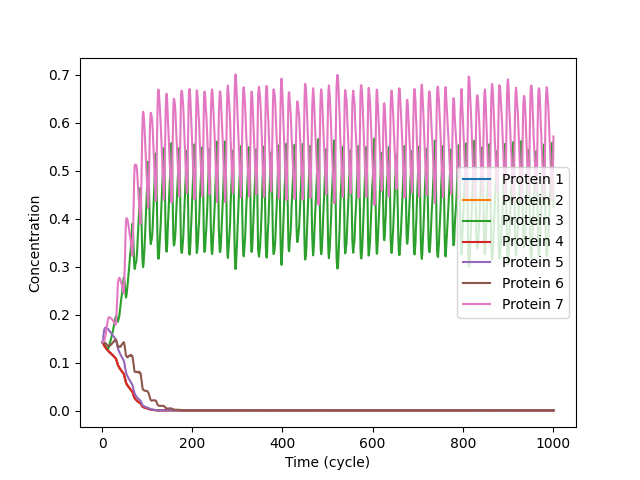 0.7
0.6
0.5
0.4
0.3
0.2
0.1
0.0
Concentration
Protein 1
Protein 2
Protein 3
Protein 4
Protein 5
Protein 6
Protein 7
0 200 400 600 800 1000
Time (cycle)